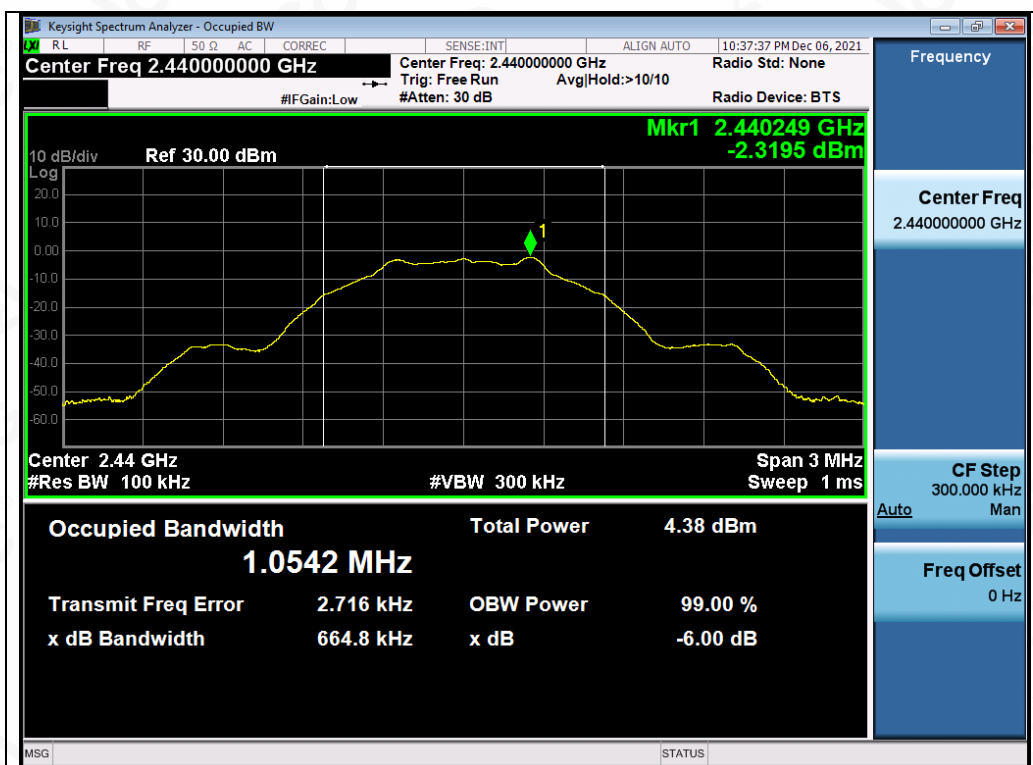 Keysight Spectrum Analyzer - Occupied BW
LXI RL RF 50 Ω AC CORREC SENSE:INT ALIGN AUTO 10:37:37 PM Dec 06, 2021
Center Freq 2.440000000 GHz Center Freq: 2.440000000 GHz Radio Std: None
Trig: Free Run Avg|Hold:>10/10
#IFGain:Low #Atten: 30 dB Radio Device: BTS
Mkr1 2.440249 GHz
10 dB/div Ref 30.00 dBm -2.3195 dBm
Log
20.0
10.0
1
0.00
-10.0
-20.0
-30.0
-40.0
-50.0
-60.0
Center 2.44 GHz Span 3 MHz
#Res BW 100 kHz #VBW 300 kHz Sweep 1 ms
Occupied Bandwidth Total Power 4.38 dBm
1.0542 MHz
Transmit Freq Error 2.716 kHz OBW Power 99.00 %
x dB Bandwidth 664.8 kHz x dB -6.00 dB
Frequency
Center Freq
2.440000000 GHz
CF Step
300.000 kHz
Auto Man
Freq Offset
0 Hz
MSG STATUS